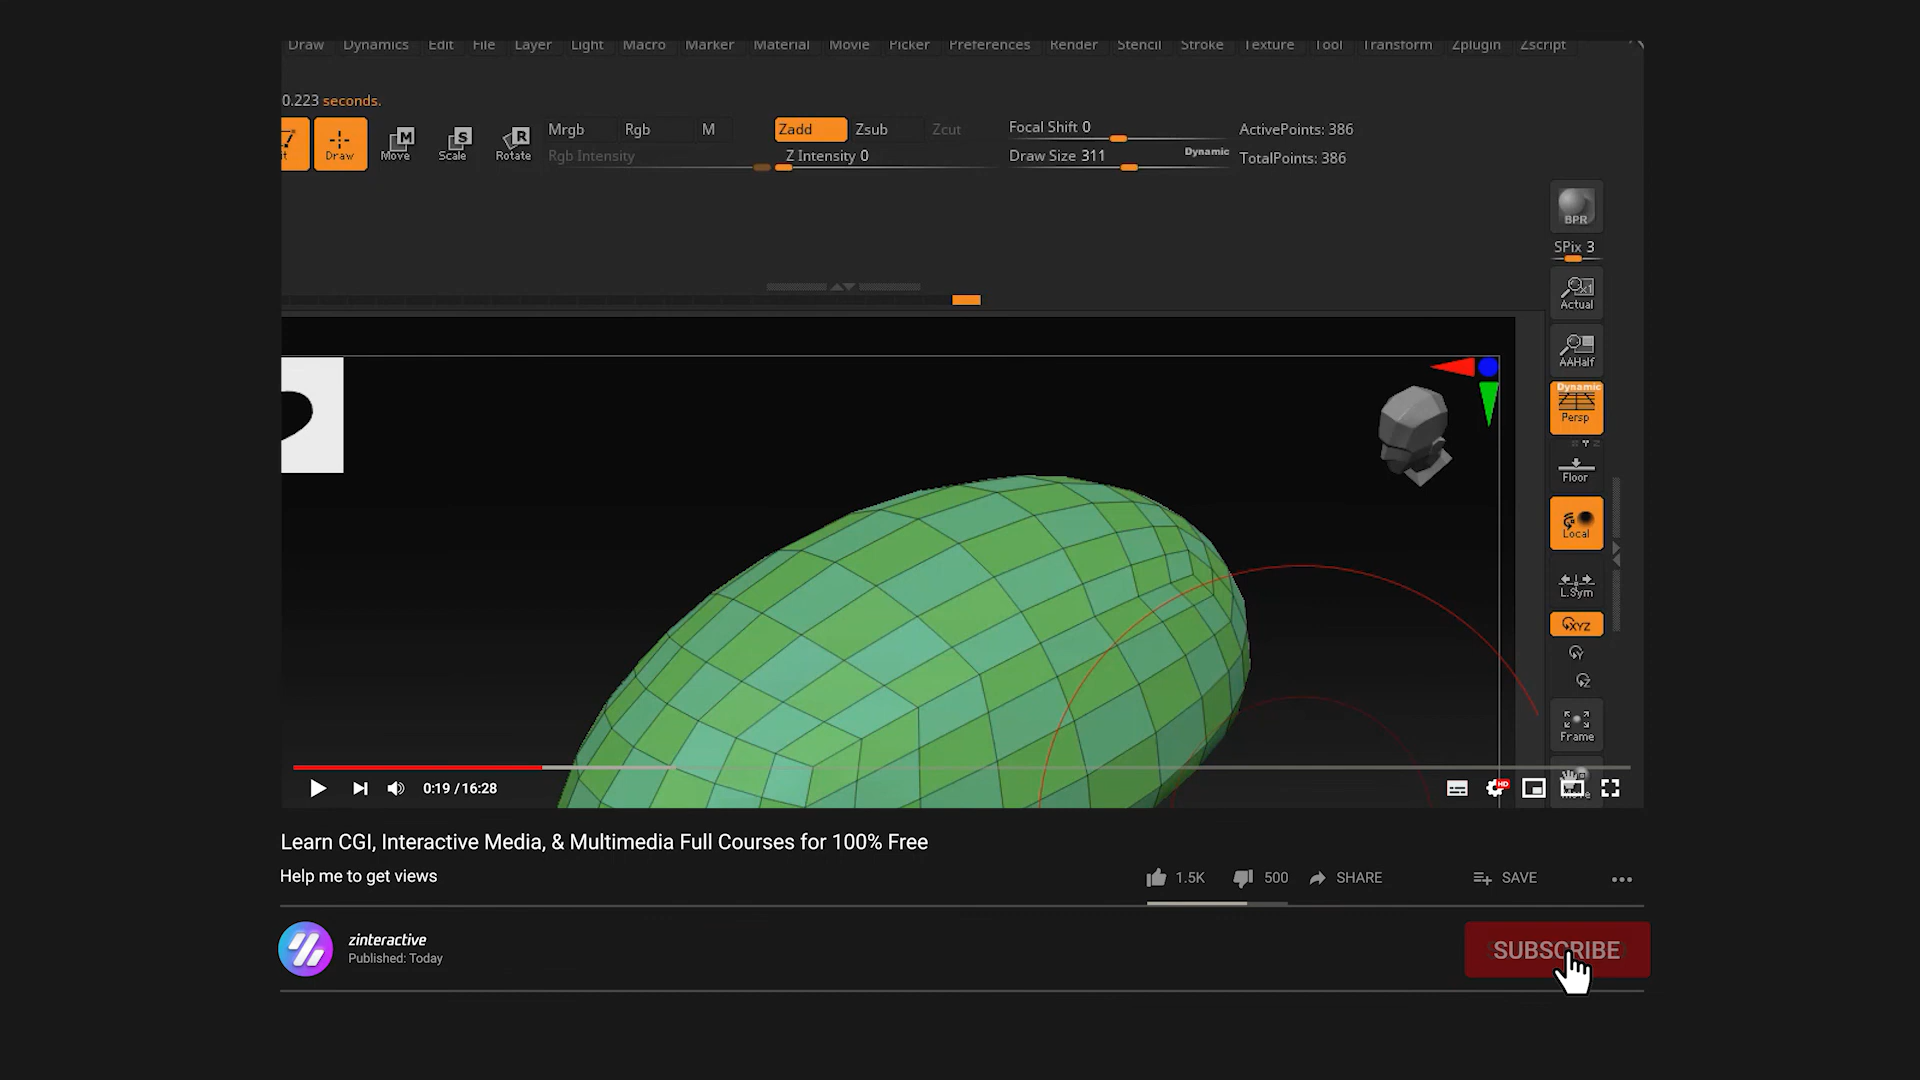 Draw Dynamics Edit File Layer Light Macro Marker Material Movie Picker Preferences Render Stencil Stroke Texture Tool Transform Zplugin Zscript
0.223 seconds.
it Draw Move M Scale S Rotate R
Mrgb Rgb M
Rgb Intensity
Zadd Zsub Zcut
Z Intensity 0
Focal Shift 0
Draw Size 311 Dynamic
ActivePoints: 386
TotalPoints: 386
BPR
SPix 3
Actual
AAHalf
Dynamic
Persp
Floor
Local
L.Sym
XYZ
Y
Z
Frame
Move
0:19 / 16:28
HD
Learn CGI, Interactive Media, & Multimedia Full Courses for 100% Free
Help me to get views
1.5K 500 SHARE SAVE
zinteractive
Published: Today
SUBSCRIBE